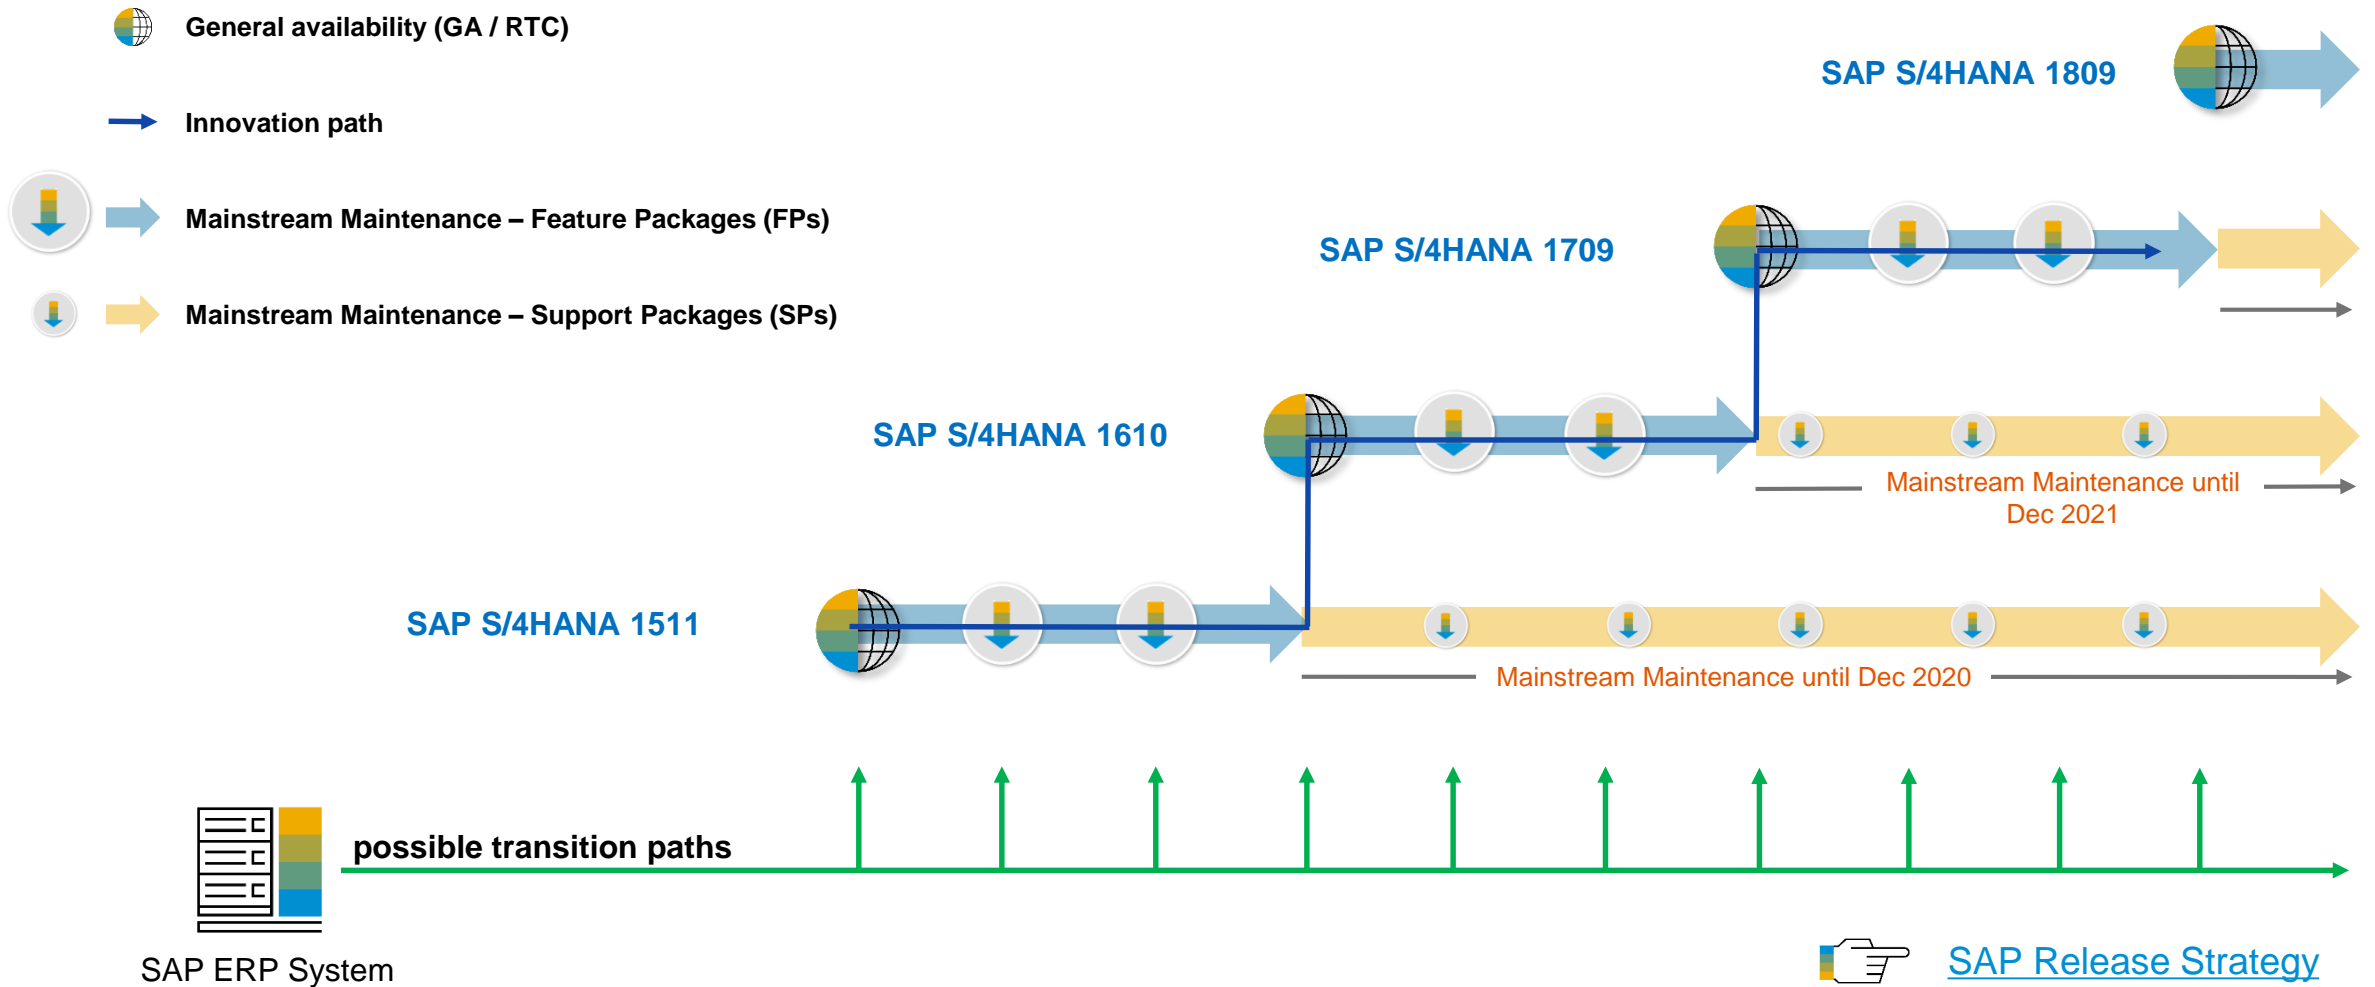 General availability (GA / RTC)
SAP S/4HANA 1809
Innovation path
Mainstream Maintenance – Feature Packages (FPs)
SAP S/4HANA 1709
Mainstream Maintenance – Support Packages (SPs)
SAP S/4HANA 1610
Mainstream Maintenance until
Dec 2021
SAP S/4HANA 1511
Mainstream Maintenance until Dec 2020
possible transition paths
SAP ERP System
SAP Release Strategy